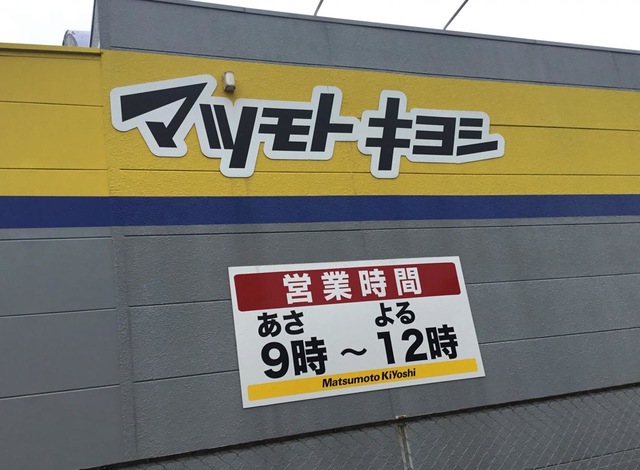 マツモトキヨシ
営業時間
あさ よる
9時 ～ 12時
Matsumoto KiYoshi